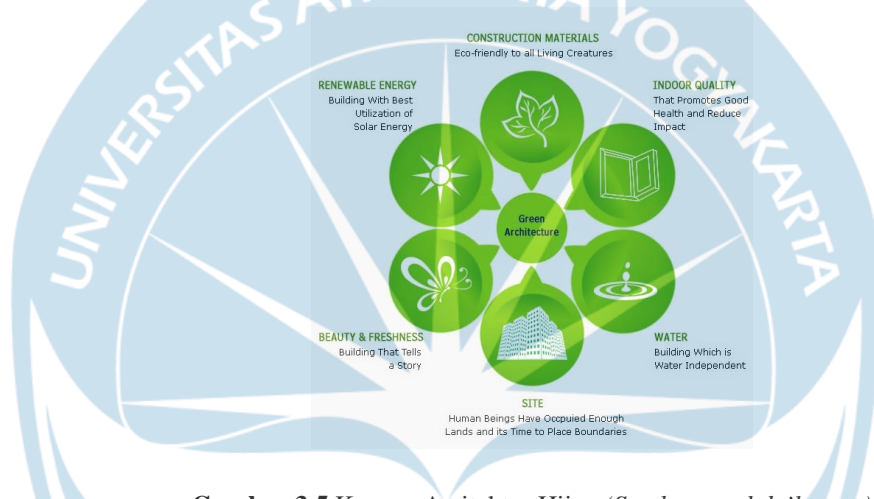 UNIVERSITAS
YOGYAKARTA
CONSTRUCTION MATERIALS
Eco-friendly to all Living Creatures
RENEWABLE ENERGY
Building With Best
Utilization of
Solar Energy
INDOOR QUALITY
That Promotes Good
Health and Reduce
Impact
Green
Architecture
BEAUTY & FRESHNESS
Building That Tells
a Story
WATER
Building Which is
Water Independent
SITE
Human Beings Have Occpuied Enough
Lands and its Time to Place Boundaries